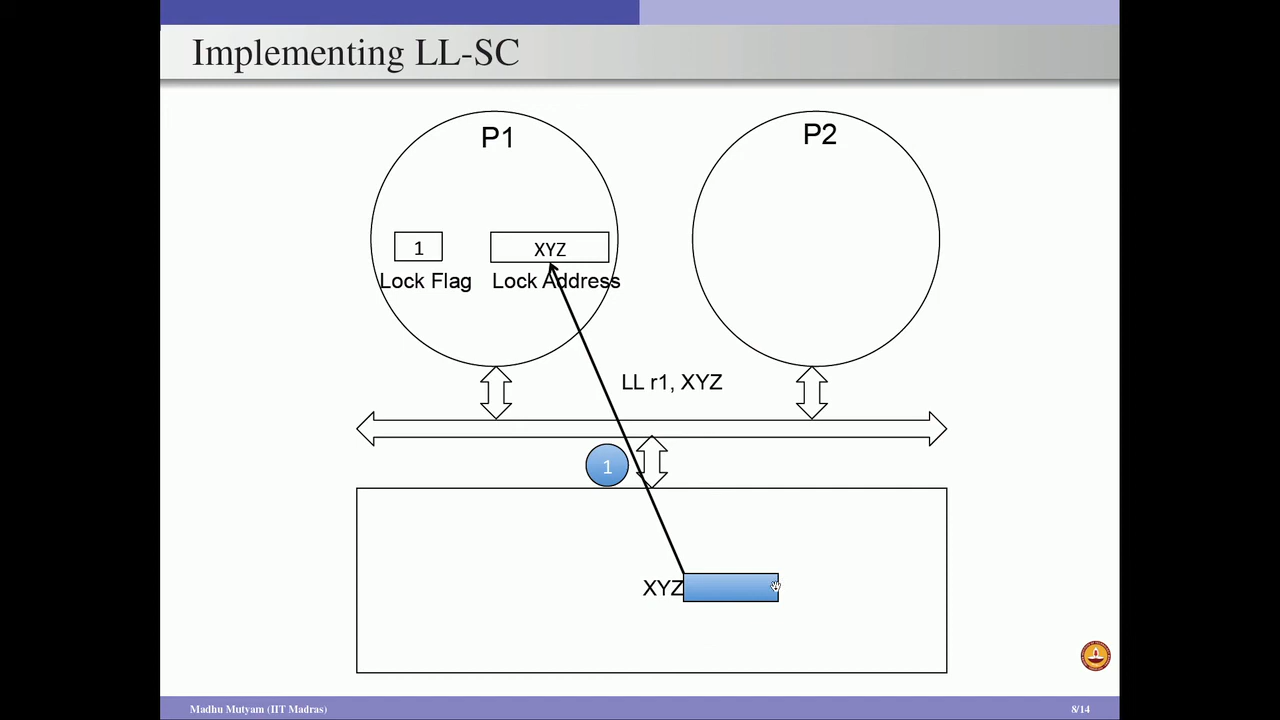 Implementing LL-SC
P1
P2
1
XYZ
Lock Flag
Lock Address
LL r1, XYZ
1
XYZ
Madhu Mutyam (IIT Madras)
8/14